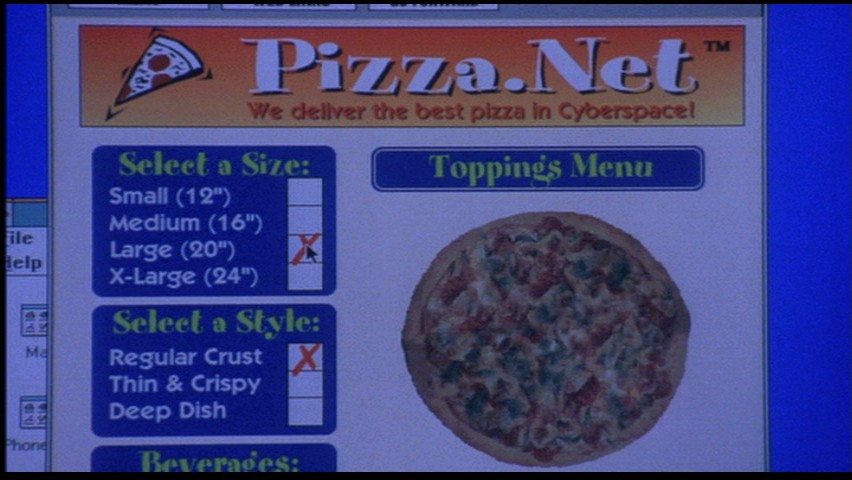 Pizza.Net™
We deliver the best pizza in Cyberspace!
Select a Size:
Small (12")
Medium (16")
Large (20")
X-Large (24")
Toppings Menu
Select a Style:
Regular Crust
Thin & Crispy
Deep Dish
Beverages:
File
Help
Phone